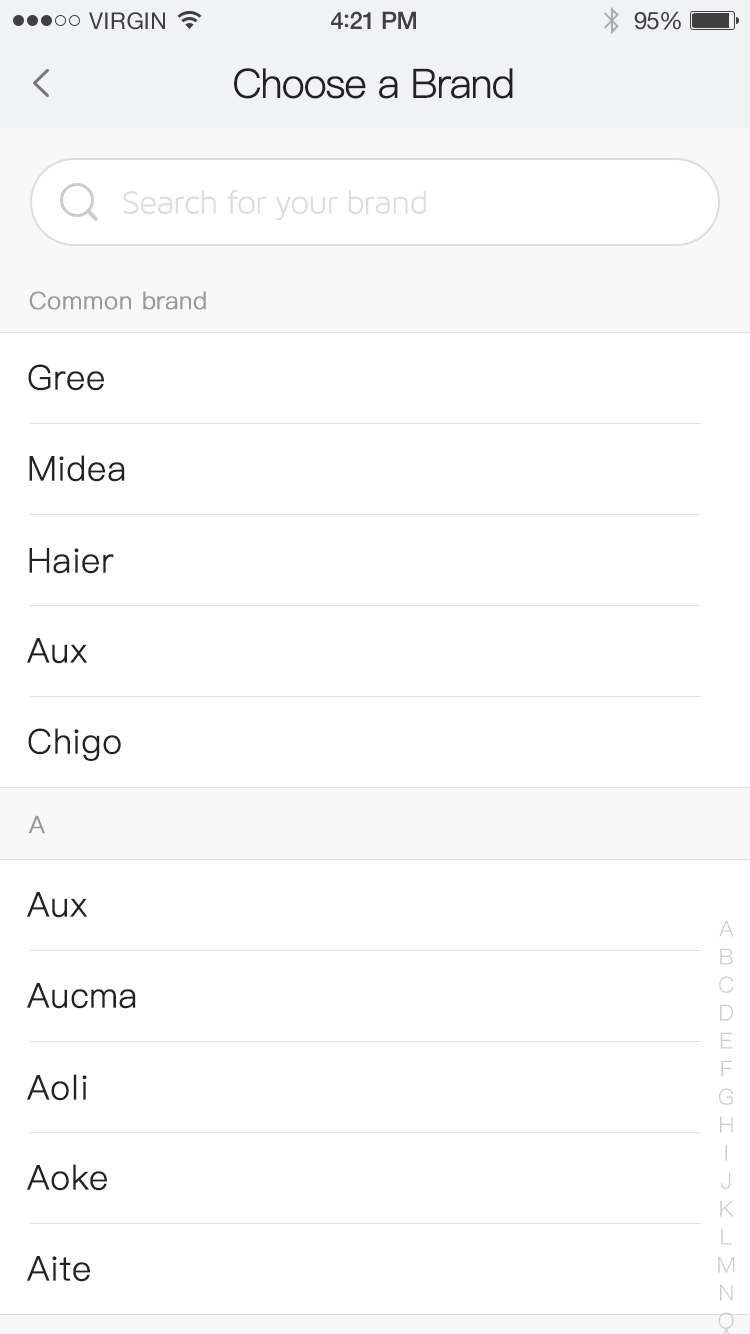 VIRGIN 4:21 PM 95%
Choose a Brand
Search for your brand
Common brand
Gree
Midea
Haier
Aux
Chigo
A
Aux
Aucma
Aoli
Aoke
Aite
A
B
C
D
E
F
G
H
I
J
K
L
M
N
O